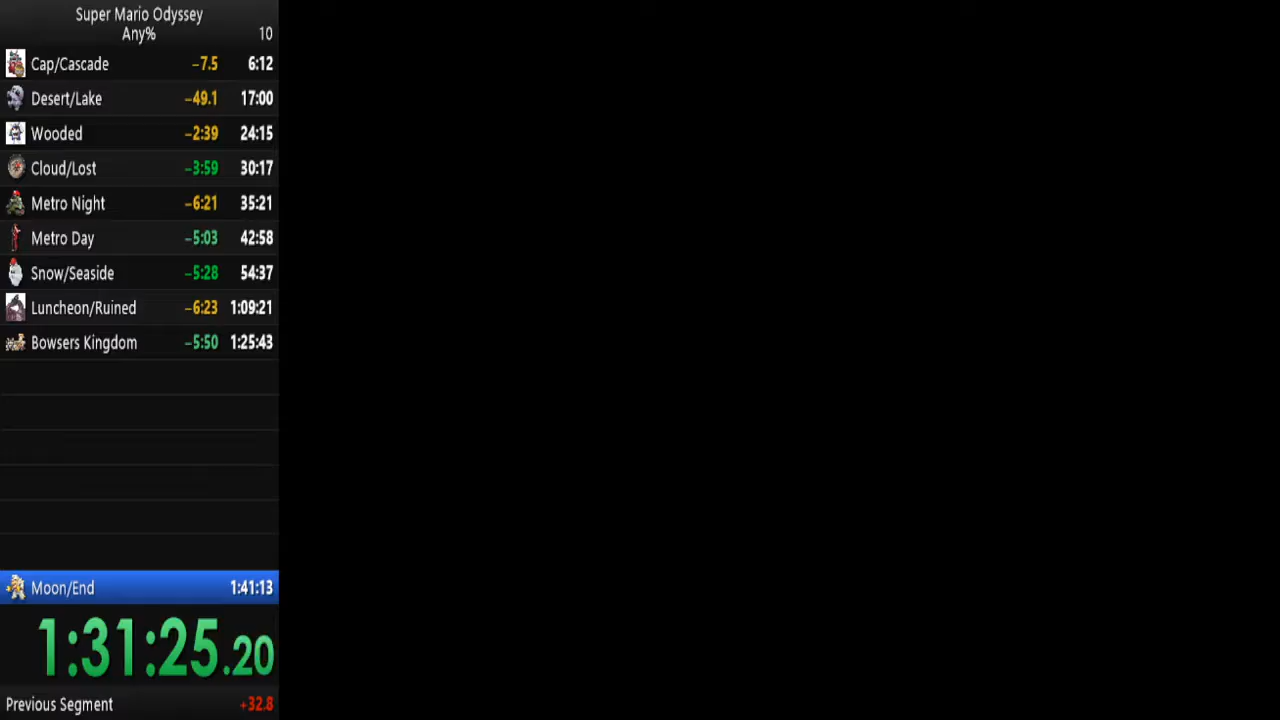 Super Mario Odyssey
Any% 10
Cap/Cascade −7.5 6:12
Desert/Lake −49.1 17:00
Wooded −2:39 24:15
Cloud/Lost −3:59 30:17
Metro Night −6:21 35:21
Metro Day −5:03 42:58
Snow/Seaside −5:28 54:37
Luncheon/Ruined −6:23 1:09:21
Bowsers Kingdom −5:50 1:25:43
Moon/End 1:41:13
1:31:25.20
Previous Segment +32.8